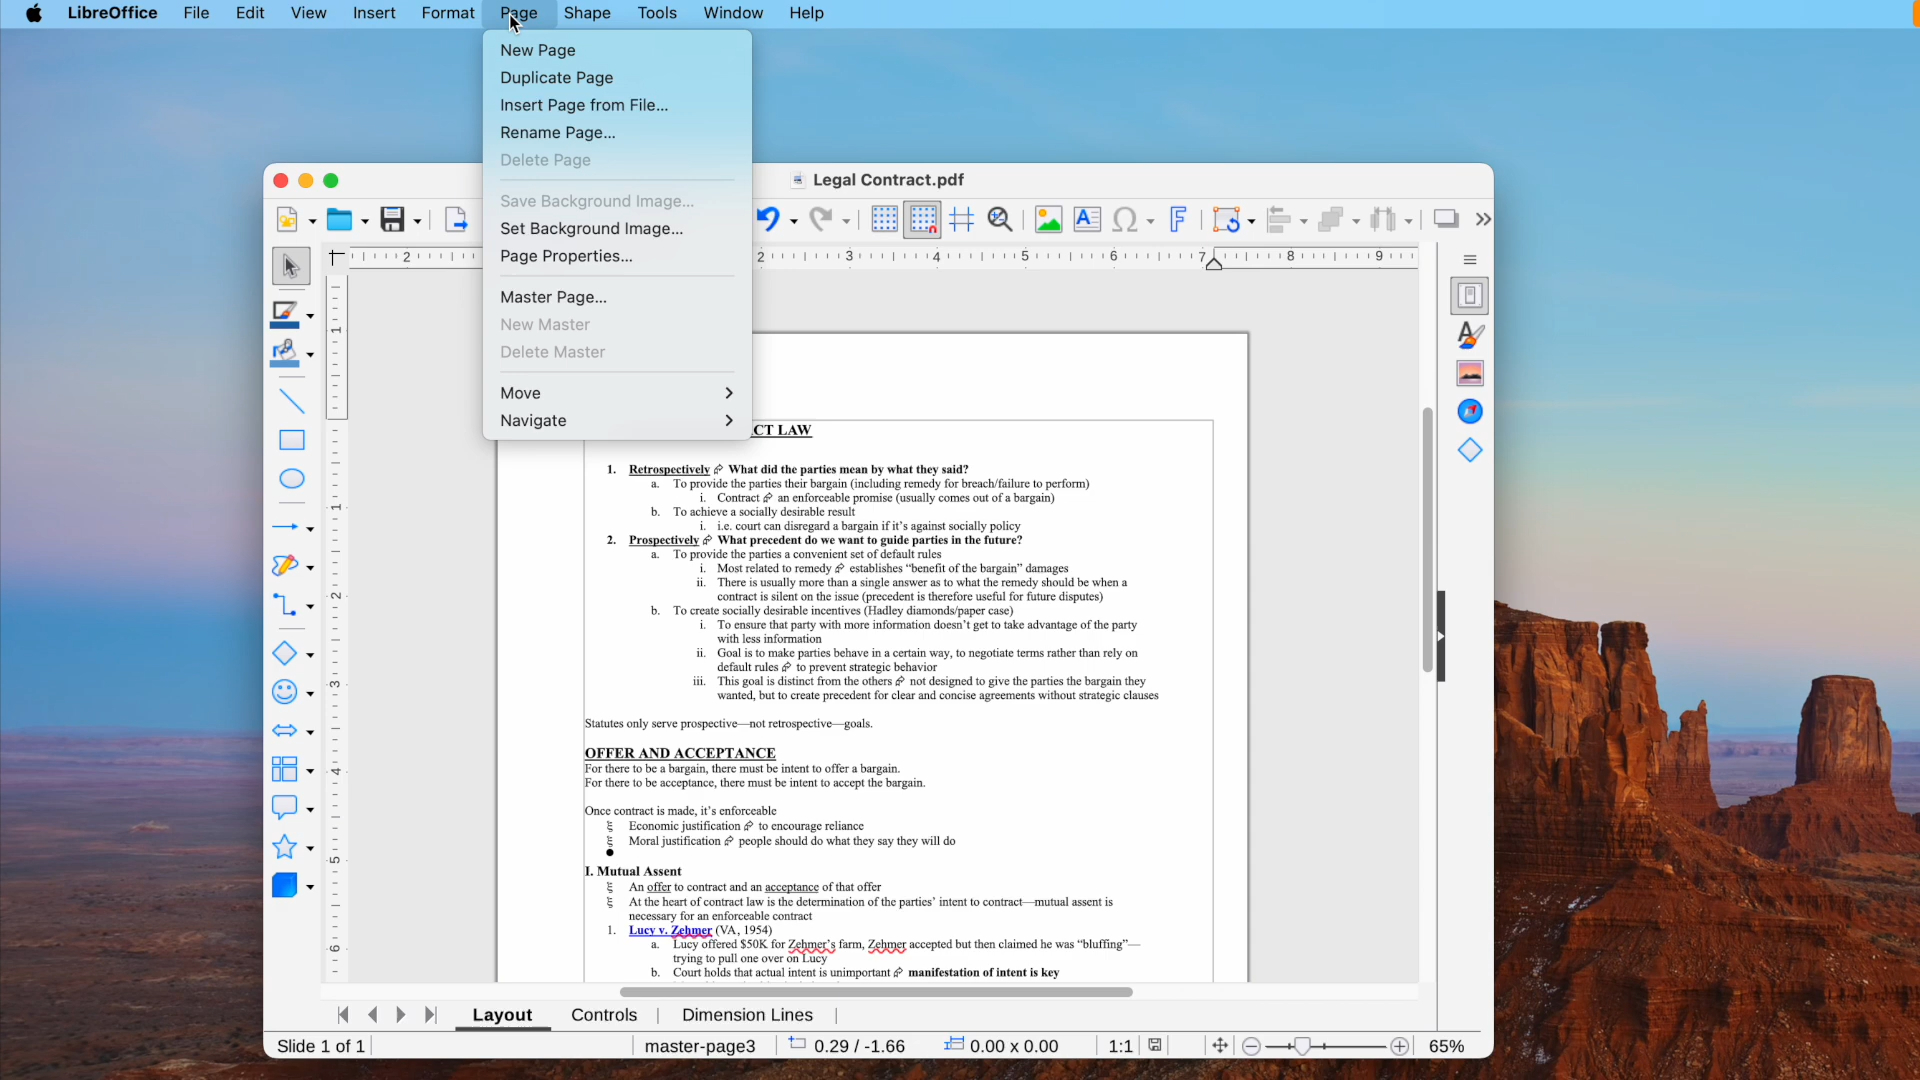 LibreOffice File Edit View Insert Format Page Shape Tools Window Help
New Page
Duplicate Page
Insert Page from File...
Rename Page...
Delete Page
Save Background Image...
Set Background Image...
Page Properties...
Master Page...
New Master
Delete Master
Move
Navigate
Legal Contract.pdf
2 2 3 4 5 6 7 8 9
CT LAW
1. Retrospectively What did the parties mean by what they said?
a. To provide the parties their bargain (including remedy for breach/failure to perform)
i. Contract an enforceable promise (usually comes out of a bargain)
b. To achieve a socially desirable result
i. i.e. court can disregard a bargain if it's against socially policy
2. Prospectively What precedent do we want to guide parties in the future?
a. To provide the parties a convenient set of default rules
i. Most related to remedy establishes “benefit of the bargain” damages
ii. There is usually more than a single answer as to what the remedy should be when a
contract is silent on the issue (precedent is therefore useful for future disputes)
b. To create socially desirable incentives (Hadley diamonds/paper case)
i. To ensure that party with more information doesn't get to take advantage of the party
with less information
ii. Goal is to make parties behave in a certain way, to negotiate terms rather than rely on
default rules to prevent strategic behavior
iii. This goal is distinct from the others not designed to give the parties the bargain they
wanted, but to create precedent for clear and concise agreements without strategic clauses
Statutes only serve prospective—not retrospective—goals.
OFFER AND ACCEPTANCE
For there to be a bargain, there must be intent to offer a bargain.
For there to be acceptance, there must be intent to accept the bargain.
Once contract is made, it's enforceable
ξ Economic justification to encourage reliance
ξ Moral justification people should do what they say they will do
●
I. Mutual Assent
ξ An offer to contract and an acceptance of that offer
ξ At the heart of contract law is the determination of the parties' intent to contract—mutual assent is
necessary for an enforceable contract
1. Lucy v. Zehmer (VA, 1954)
a. Lucy offered $50K for Zehmer's farm, Zehmer accepted but then claimed he was “bluffing”—
trying to pull one over on Lucy
b. Court holds that actual intent is unimportant manifestation of intent is key
1
1
2
3
4
5
6
Layout Controls Dimension Lines
Slide 1 of 1 master-page3 0.29 / -1.66 0.00 x 0.00 1:1 65%